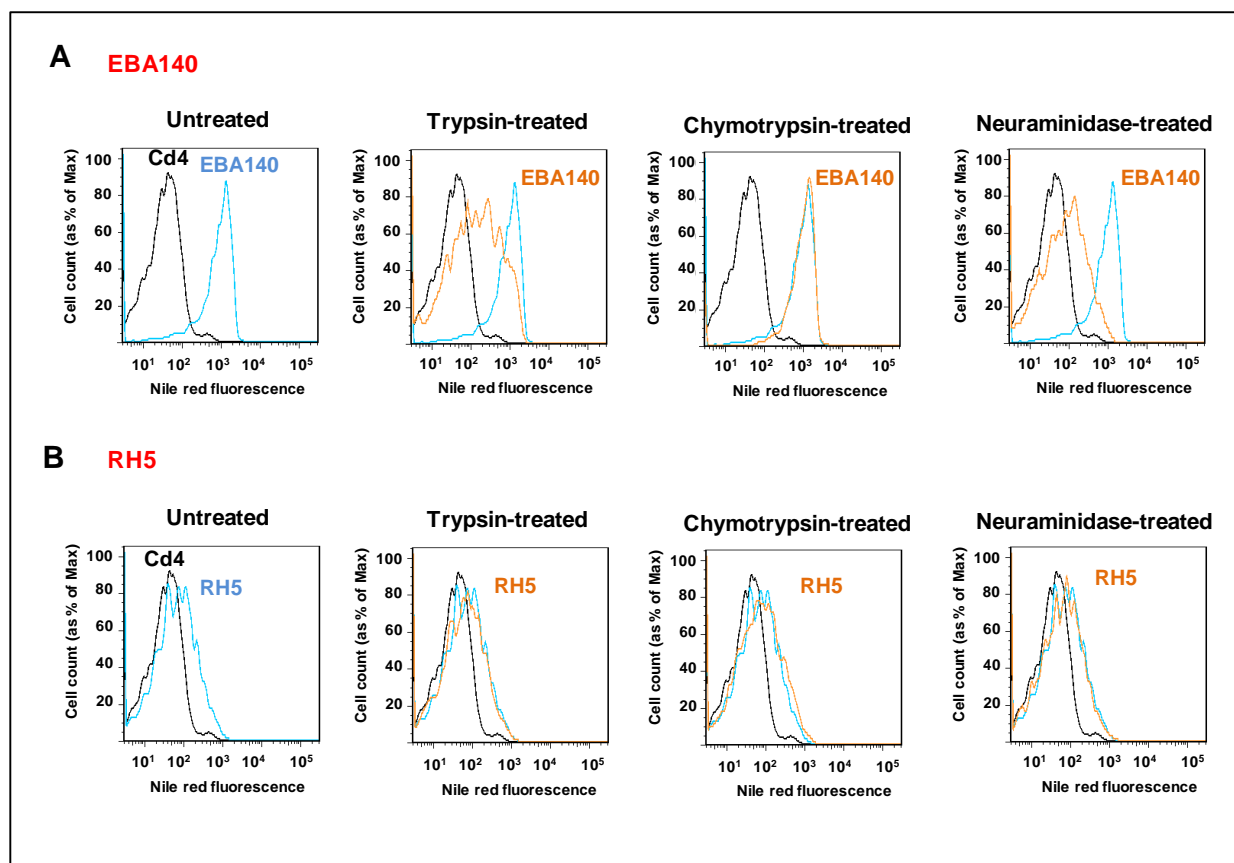 A EBA140
Untreated
Trypsin-treated
Chymotrypsin-treated
Neuraminidase-treated
Cell count (as % of Max)
100
80
60
40
20
Cd4
EBA140
10¹ 10² 10³ 10⁴ 10⁵
Nile red fluorescence
Cell count (as % of Max)
100
80
60
40
20
EBA140
10¹ 10² 10³ 10⁴ 10⁵
Nile red fluorescence
Cell count (as % of Max)
100
80
60
40
20
EBA140
10¹ 10² 10³ 10⁴ 10⁵
Nile red fluorescence
Cell count (as % of Max)
100
80
60
40
20
EBA140
10¹ 10² 10³ 10⁴ 10⁵
Nile red fluorescence
B RH5
Untreated
Trypsin-treated
Chymotrypsin-treated
Neuraminidase-treated
Cell count (as % of Max)
100
80
60
40
20
Cd4
RH5
10¹ 10² 10³ 10⁴ 10⁵
Nile red fluorescence
Cell count (as % of Max)
100
80
60
40
20
RH5
10¹ 10² 10³ 10⁴ 10⁵
Nile red fluorescence
Cell count (as % of Max)
100
80
60
40
20
RH5
10¹ 10² 10³ 10⁴ 10⁵
Nile red fluorescence
Cell count (as % of Max)
100
80
60
40
20
RH5
10¹ 10² 10³ 10⁴ 10⁵
Nile red fluorescence